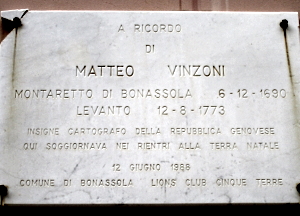 A RICORDO
DI
MATTEO VINZONI
MONTARETTO DI BONASSOLA 6-12-1690
LEVANTO 12-8-1773
INSIGNE CARTOGRAFO DELLA REPUBBLICA GENOVESE
QUI SOGGIORNAVA NEI RIENTRI ALLA TERRA NATALE
12 GIUGNO 1988
COMUNE DI BONASSOLA LIONS CLUB CINQUE TERRE